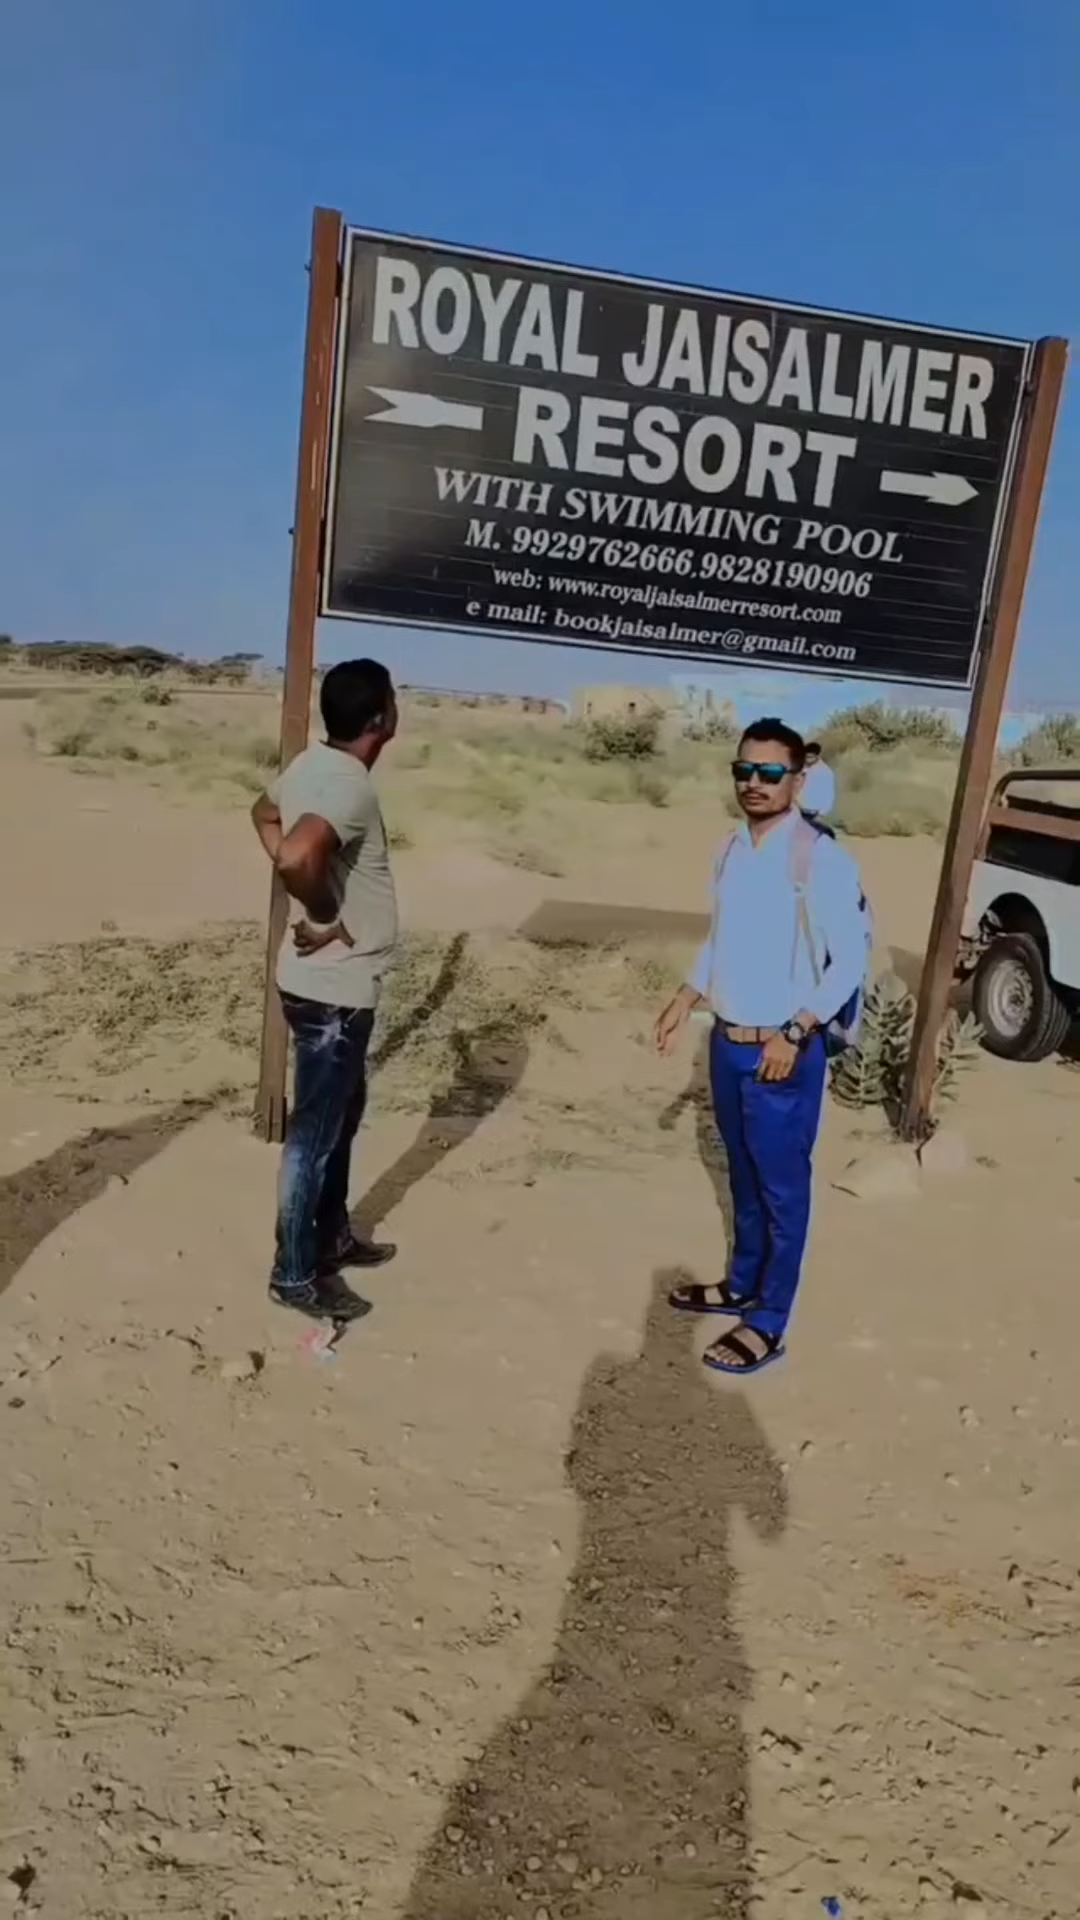 ROYAL JAISALMER
RESORT
WITH SWIMMING POOL
M. 9929762666,9828190906
web: www.royaljaisalmerresort.com
e mail: bookjaisalmer@gmail.com